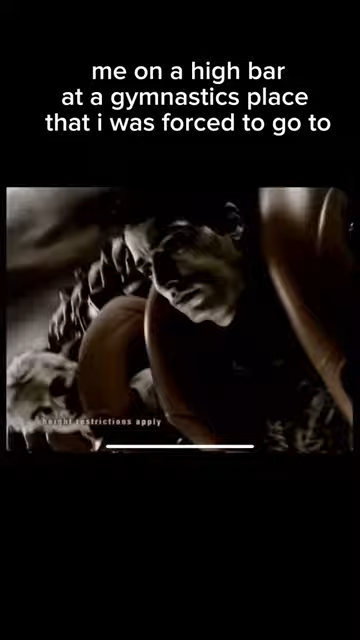 me on a high bar
at a gymnastics place
that i was forced to go to
height restrictions apply